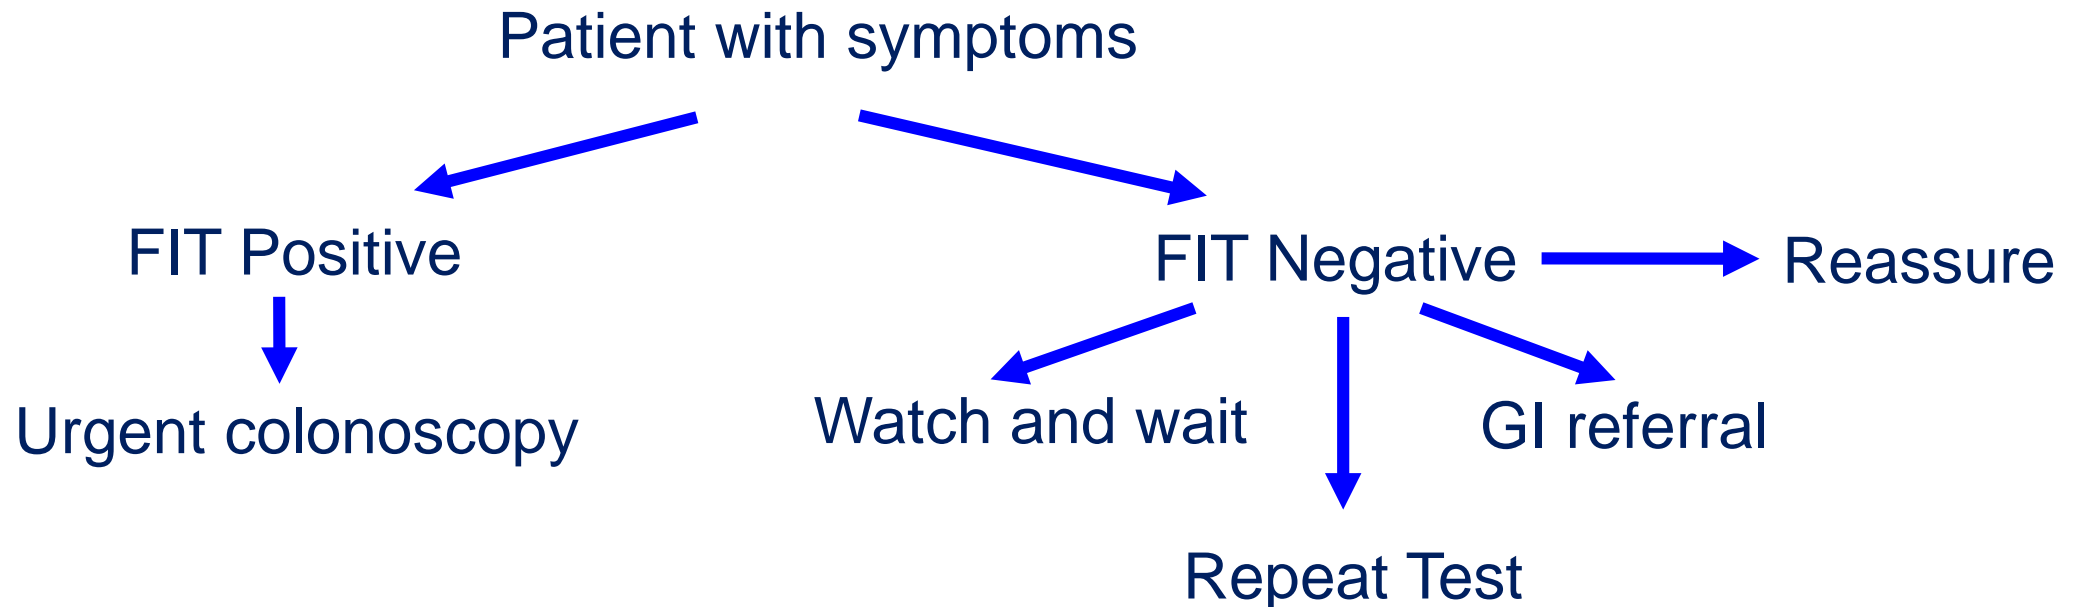 Patient with symptoms
FIT Positive
FIT Negative
Reassure
Urgent colonoscopy
Watch and wait
GI referral
Repeat Test